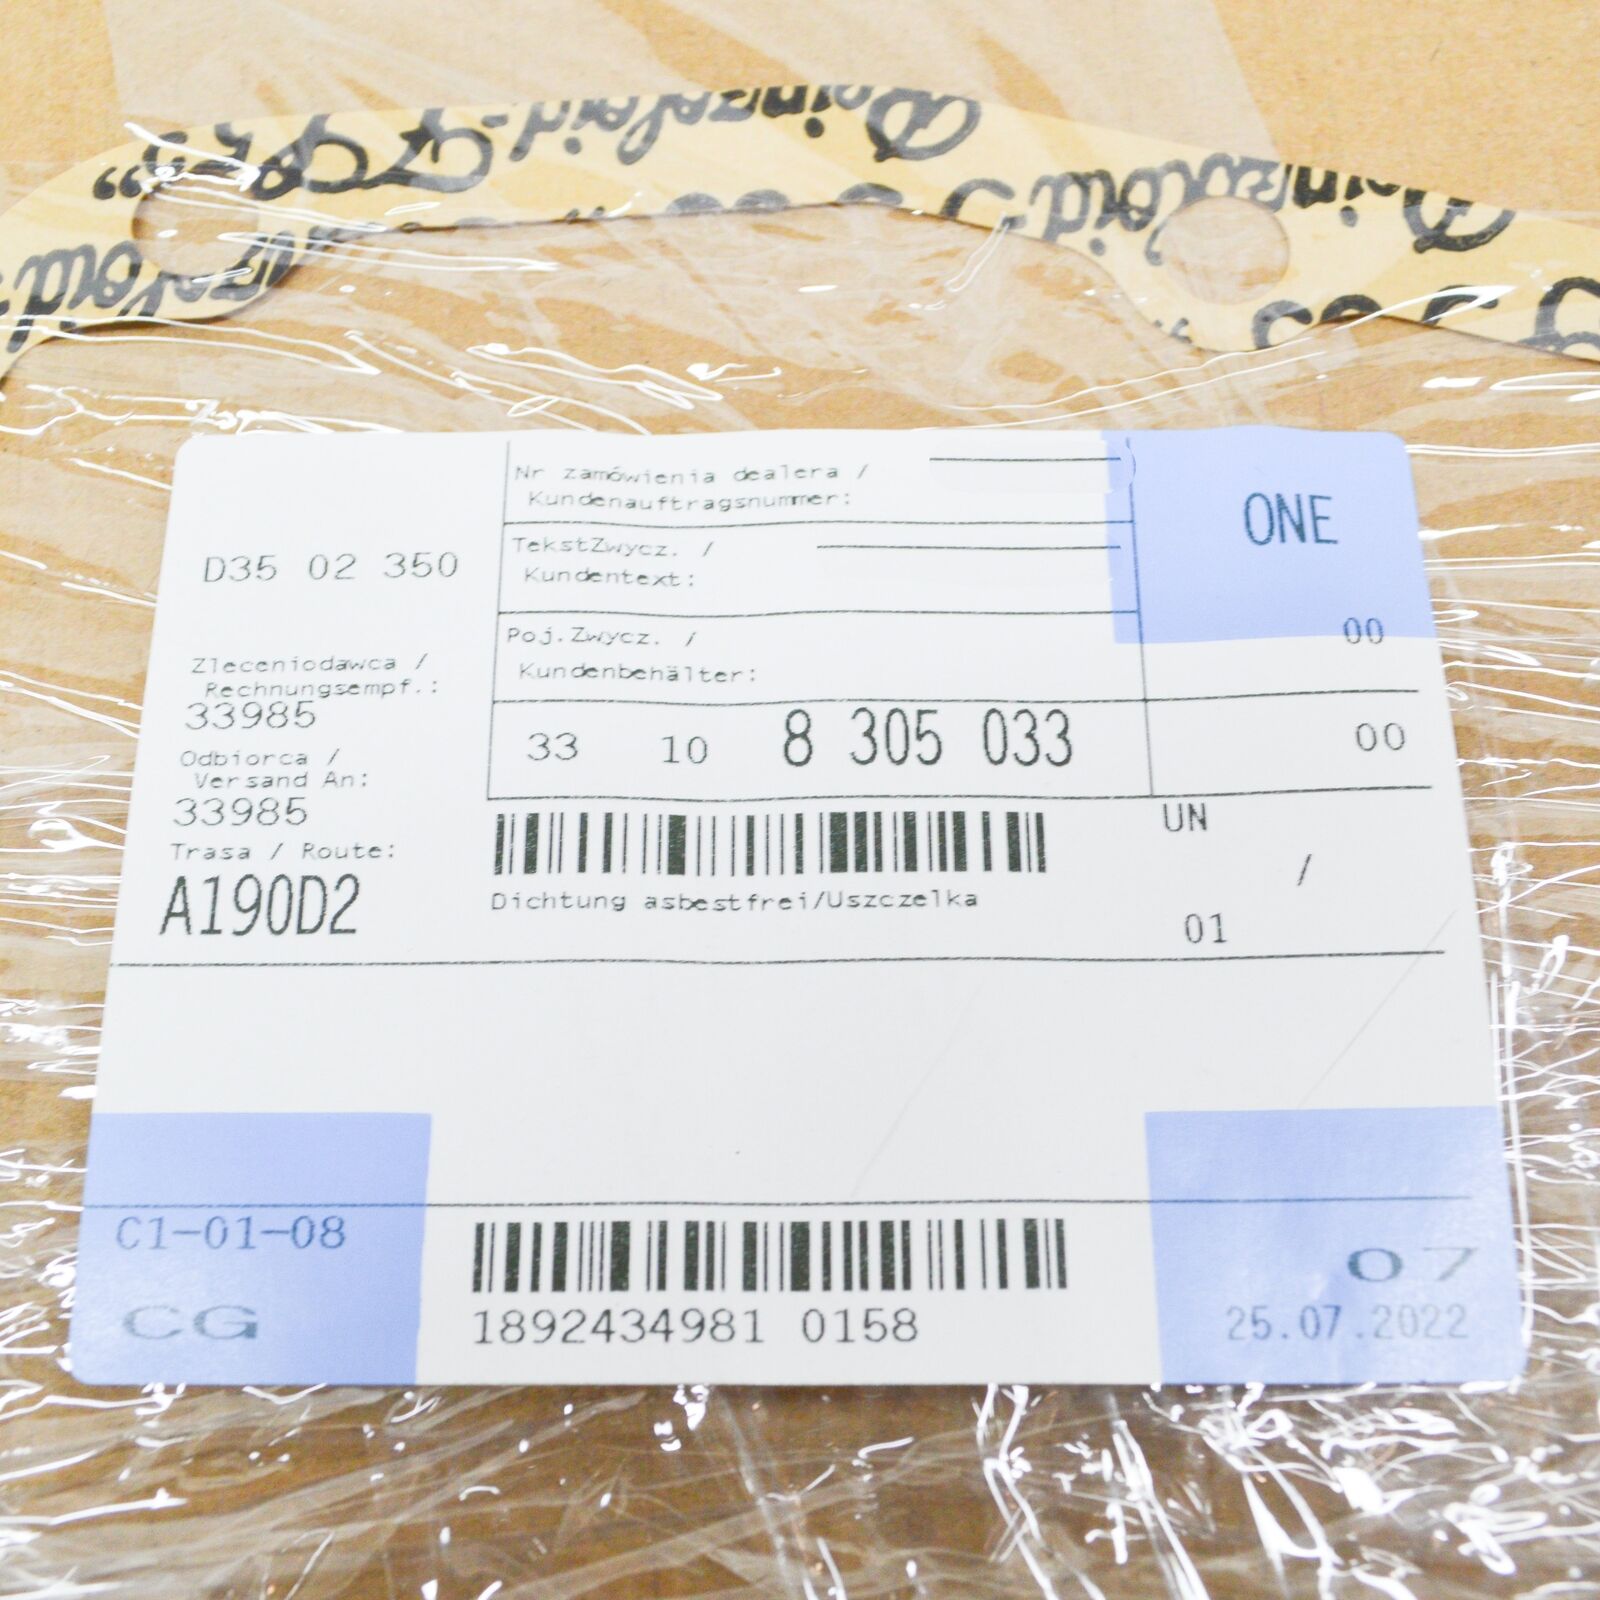 Nr zamówienia dealera /
Kundenauftragsnummer:
ONE
D35 02 350
TekstZwycz. /
Kundentext:
00
Poj.Zwycz. /
Kundenbehälter:
Zleceniodawca /
Rechnungsempf.:
33985
33 10 8 305 033 00
Odbiorca /
Versand An:
33985
UN
/
Trasa / Route:
A190D2
Dichtung asbestfrei/Uszczelka
01
C1-01-08
CG
1892434981 0158
07
25.07.2022